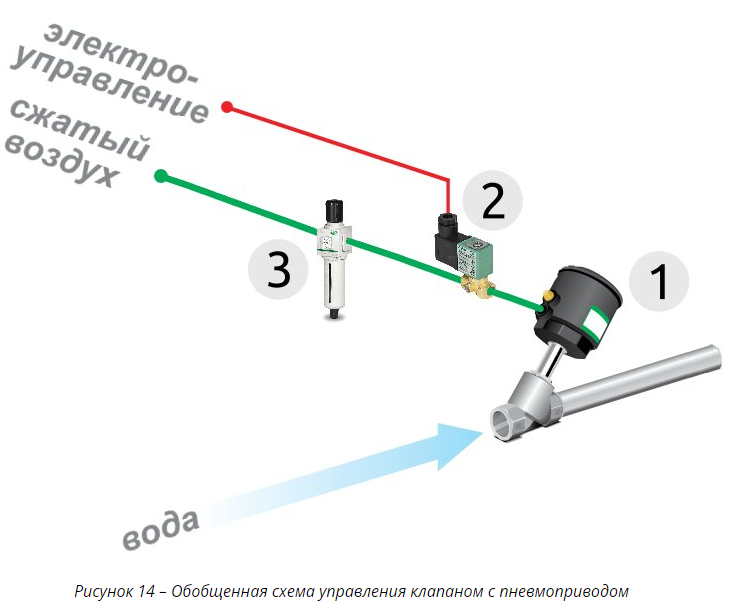 электро-
управление
сжатый
воздух
2
3
1
вода
Рисунок 14 – Обобщенная схема управления клапаном с пневмоприводом